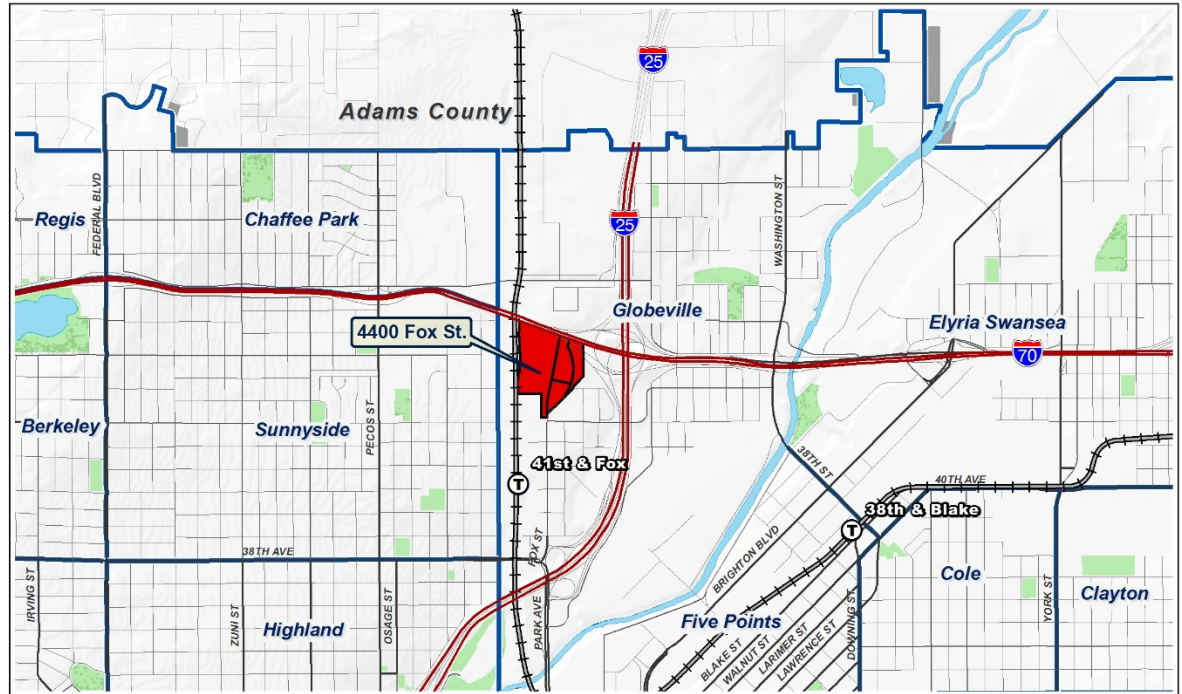 25
Adams County
FEDERAL BLVD
Regis
Chaffee Park
PECOS ST
25
WASHINGTON ST
Globeville
Elyria Swansea
4400 Fox St.
70
Berkeley
Sunnyside
41st & Fox
T
38TH ST
40TH AVE
38th & Blake
T
38TH AVE
FOX ST
BRIGHTON BLVD
Cole
Clayton
IRVING ST
ZUNI ST
Highland
OSAGE ST
PARK AVE
Five Points
BLAKE ST
WALNUT ST
LARIMER ST
LAWRENCE ST
DOWNING ST
YORK ST